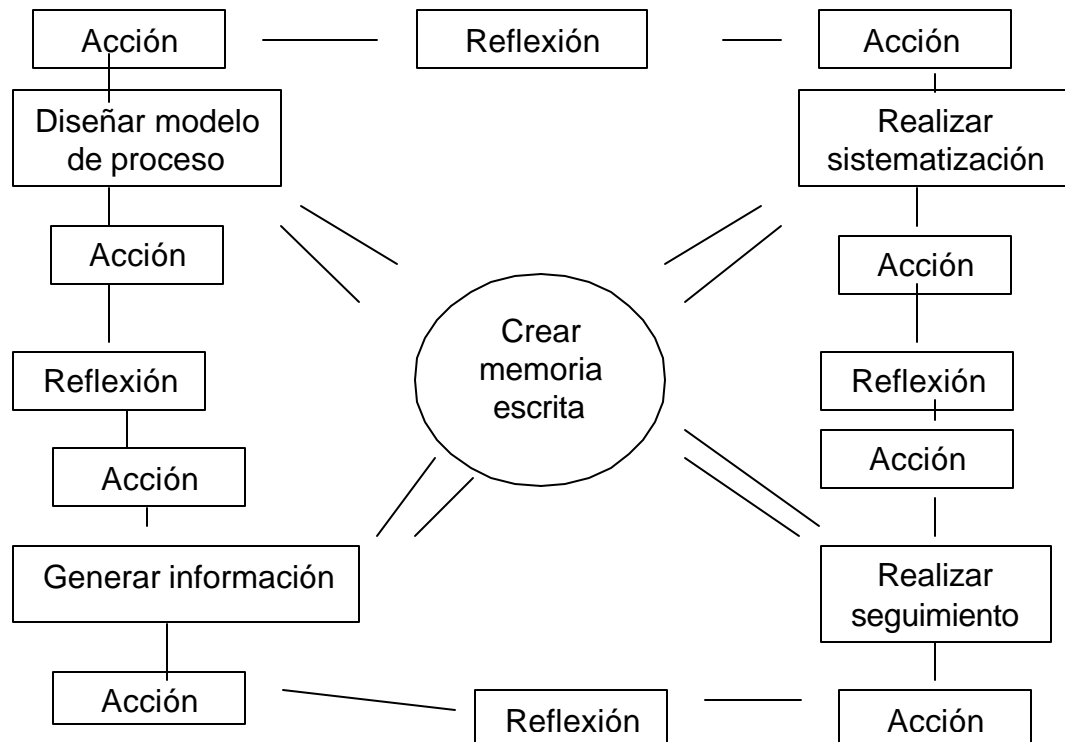 Acción
Reflexión
Acción
Diseñar modelo
de proceso
Realizar
sistematización
Acción
Acción
Crear
memoria
escrita
Reflexión
Reflexión
Acción
Acción
Generar información
Realizar
seguimiento
Acción
Reflexión
Acción